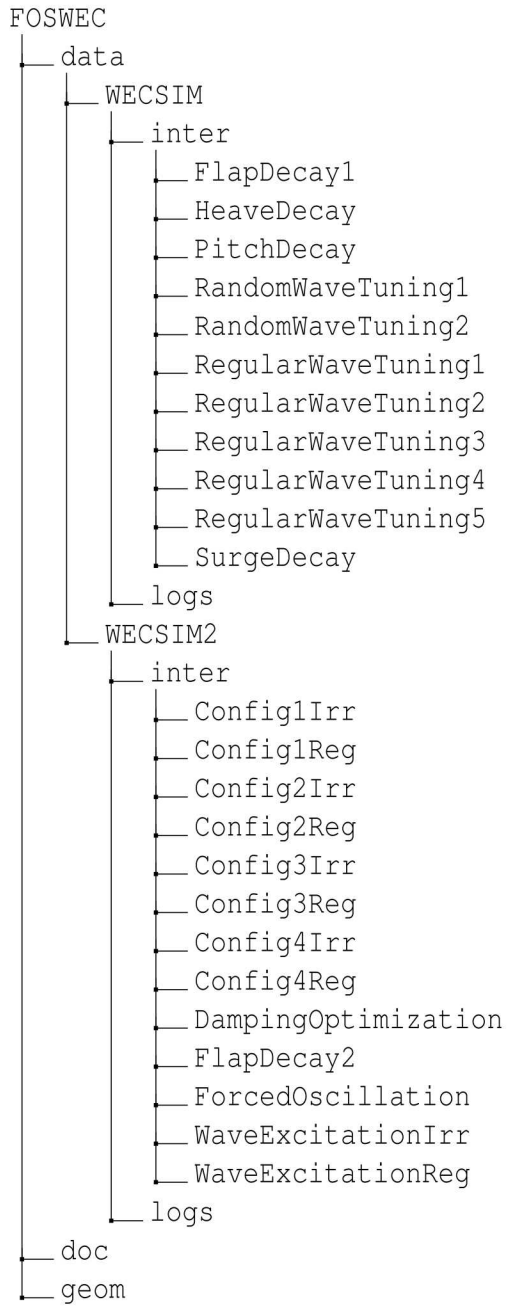 FOSWEC
data
WECSIM
inter
FlapDecay1
HeaveDecay
PitchDecay
RandomWaveTuning1
RandomWaveTuning2
RegularWaveTuning1
RegularWaveTuning2
RegularWaveTuning3
RegularWaveTuning4
RegularWaveTuning5
SurgeDecay
logs
WECSIM2
inter
Config1Irr
Config1Reg
Config2Irr
Config2Reg
Config3Irr
Config3Reg
Config4Irr
Config4Reg
DampingOptimization
FlapDecay2
ForcedOscillation
WaveExcitationIrr
WaveExcitationReg
logs
doc
geom